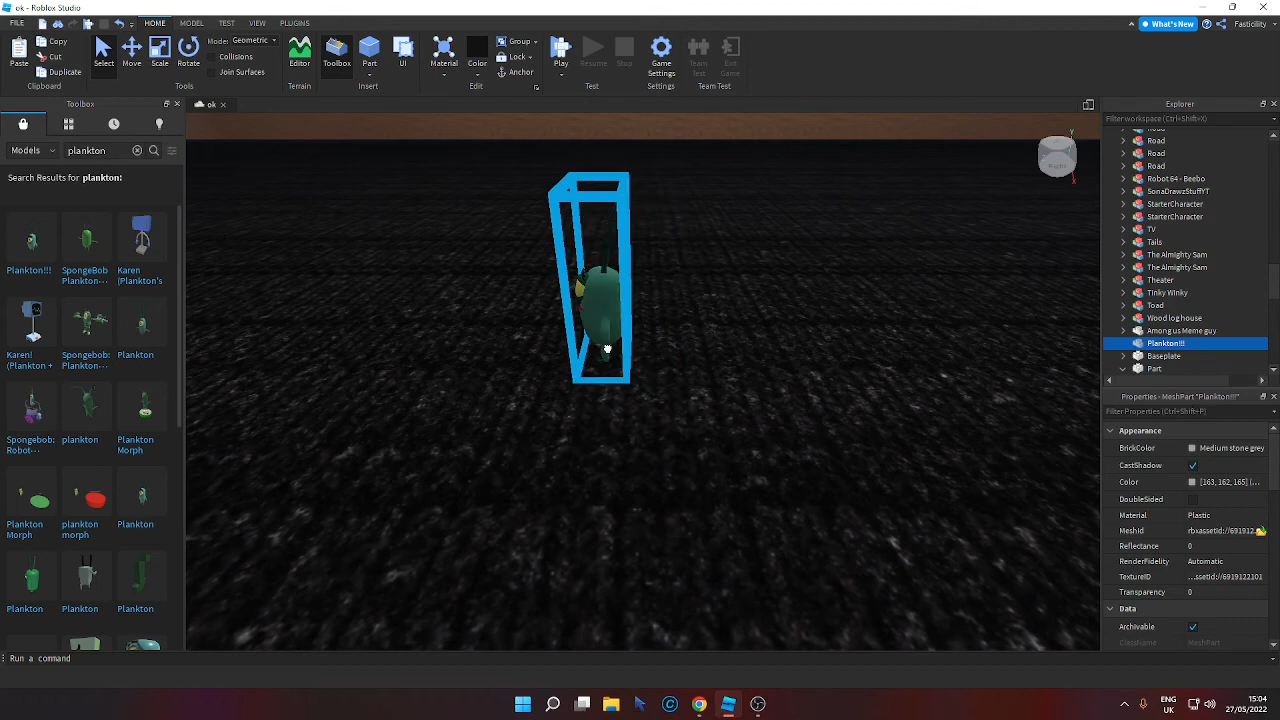 ok - Roblox Studio
FILE HOME MODEL TEST VIEW PLUGINS
What's New Fasticility
Paste Copy Cut Duplicate Select Move Scale Rotate Mode: Geometric Collisions Join Surfaces Editor Toolbox Part UI Material Color Group Lock Anchor Play Resume Stop Game Settings Team Test Exit Game
Clipboard Tools Terrain Insert Edit Test Settings Team Test
Toolbox
ok
Explorer
Models plankton
Filter workspace (Ctrl+Shift+X)
Search Results for plankton:
Plankton!!!
SpongeBob Plankton···
Karen (Plankton's
Karen! (Plankton +
Spongebob: Plankton···
Plankton
Spongebob: Robot···
plankton
Plankton Morph
Plankton Morph
plankton morph
Plankton
Plankton
Plankton
Plankton
Road
Road
Road
Road
Robot 64 - Beebo
SonaDrawzStuffYT
StarterCharacter
StarterCharacter
TV
Tails
The Almighty Sam
The Almighty Sam
Theater
Tinky Winky
Toad
Wood log house
Among us Meme guy
Plankton!!!
Baseplate
Part
Properties - MeshPart "Plankton!!!"
Filter Properties (Ctrl+Shift+P)
Appearance
BrickColor Medium stone grey
CastShadow
Color [163, 162, 165] (...
DoubleSided
Material Plastic
MeshId rbxassetid://691912...
Reflectance 0
RenderFidelity Automatic
TextureID ...ssetid://6919122101
Transparency 0
Data
Archivable
ClassName MeshPart
Run a command
ENG UK
15:04
27/05/2022